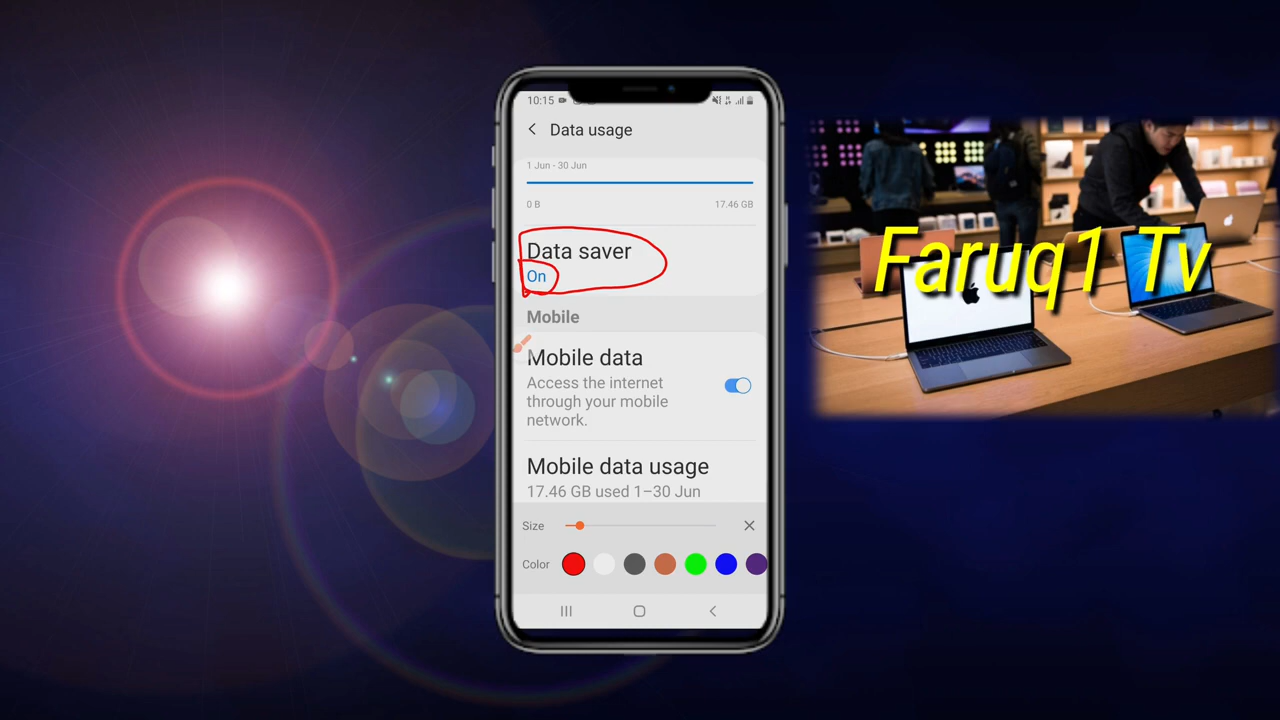 10:15
Data usage
1 Jun - 30 Jun
0 B
17.46 GB
Data saver
On
Mobile
Mobile data
Access the internet
through your mobile
network.
Mobile data usage
17.46 GB used 1–30 Jun
Size
Color
Faruq1 Tv